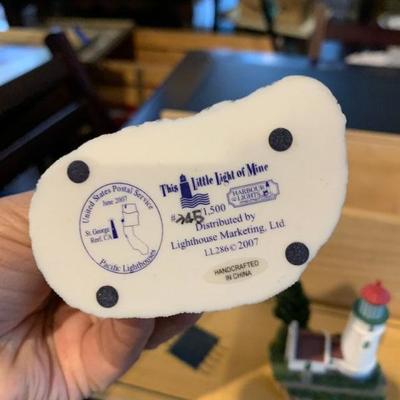 United States Postal Service
June 2007
St. George
Reef, CA
Pacific Lighthouses
This Little Light of Mine
HARBOUR
LIGHTS
1,500
Distributed by
Lighthouse Marketing, Ltd.
LL286© 2007
HANDCRAFTED
IN CHINA